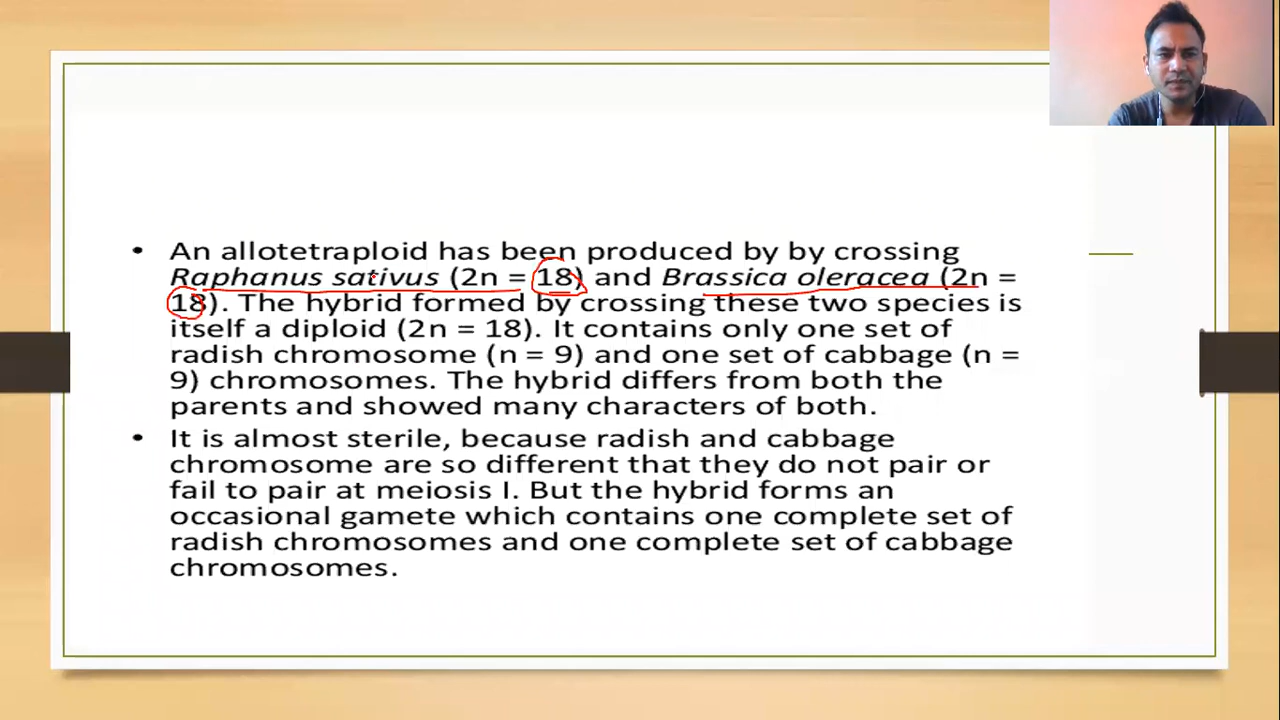 • An allotetraploid has been produced by by crossing
Raphanus sativus (2n = 18) and Brassica oleracea (2n =
18). The hybrid formed by crossing these two species is
itself a diploid (2n = 18). It contains only one set of
radish chromosome (n = 9) and one set of cabbage (n =
9) chromosomes. The hybrid differs from both the
parents and showed many characters of both.
• It is almost sterile, because radish and cabbage
chromosome are so different that they do not pair or
fail to pair at meiosis I. But the hybrid forms an
occasional gamete which contains one complete set of
radish chromosomes and one complete set of cabbage
chromosomes.